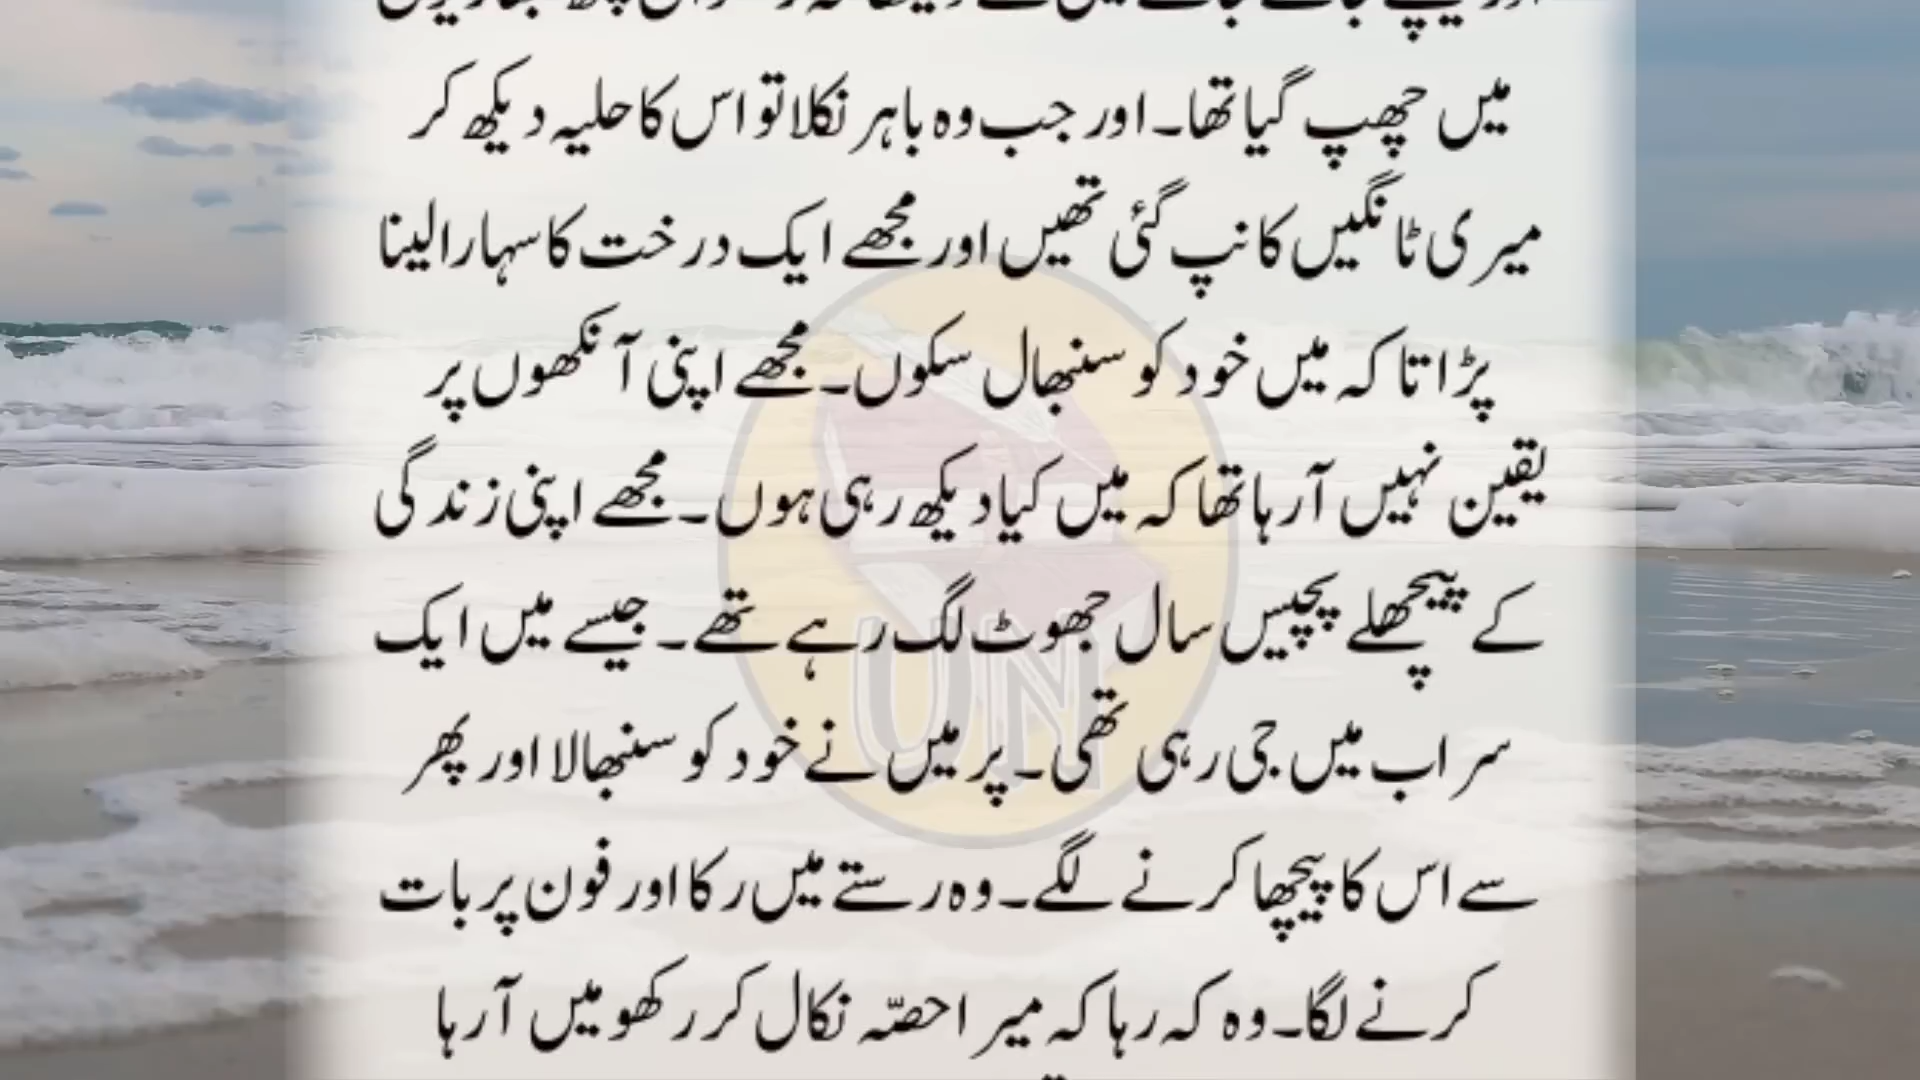 میں چھپ گیا تھا۔ اور جب وہ باہر نکلا تو اس کا حلیہ دیکھ کر
میری ٹانگیں کانپ گئی تھیں اور مجھے ایک درخت کا سہارا لینا
پڑا تا کہ میں خود کو سنبھال سکوں۔ مجھے اپنی آنکھوں پر
یقین نہیں آرہا تھا کہ میں کیا دیکھ رہی ہوں۔ مجھے اپنی زندگی
کے پیچھلے پچپیس سال جھوٹ لگ رہے تھے۔ جیسے میں ایک
سراب میں جی رہی تھی۔ پر میں نے خود کو سنبھالا اور پھر
سے اس کا پیچھا کرنے لگے۔ وہ رستے میں رکا اور فون پر بات
کرنے لگا۔ وہ کہ رہا کہ میرا حصّہ نکال کر رکھو میں آرہا
UN